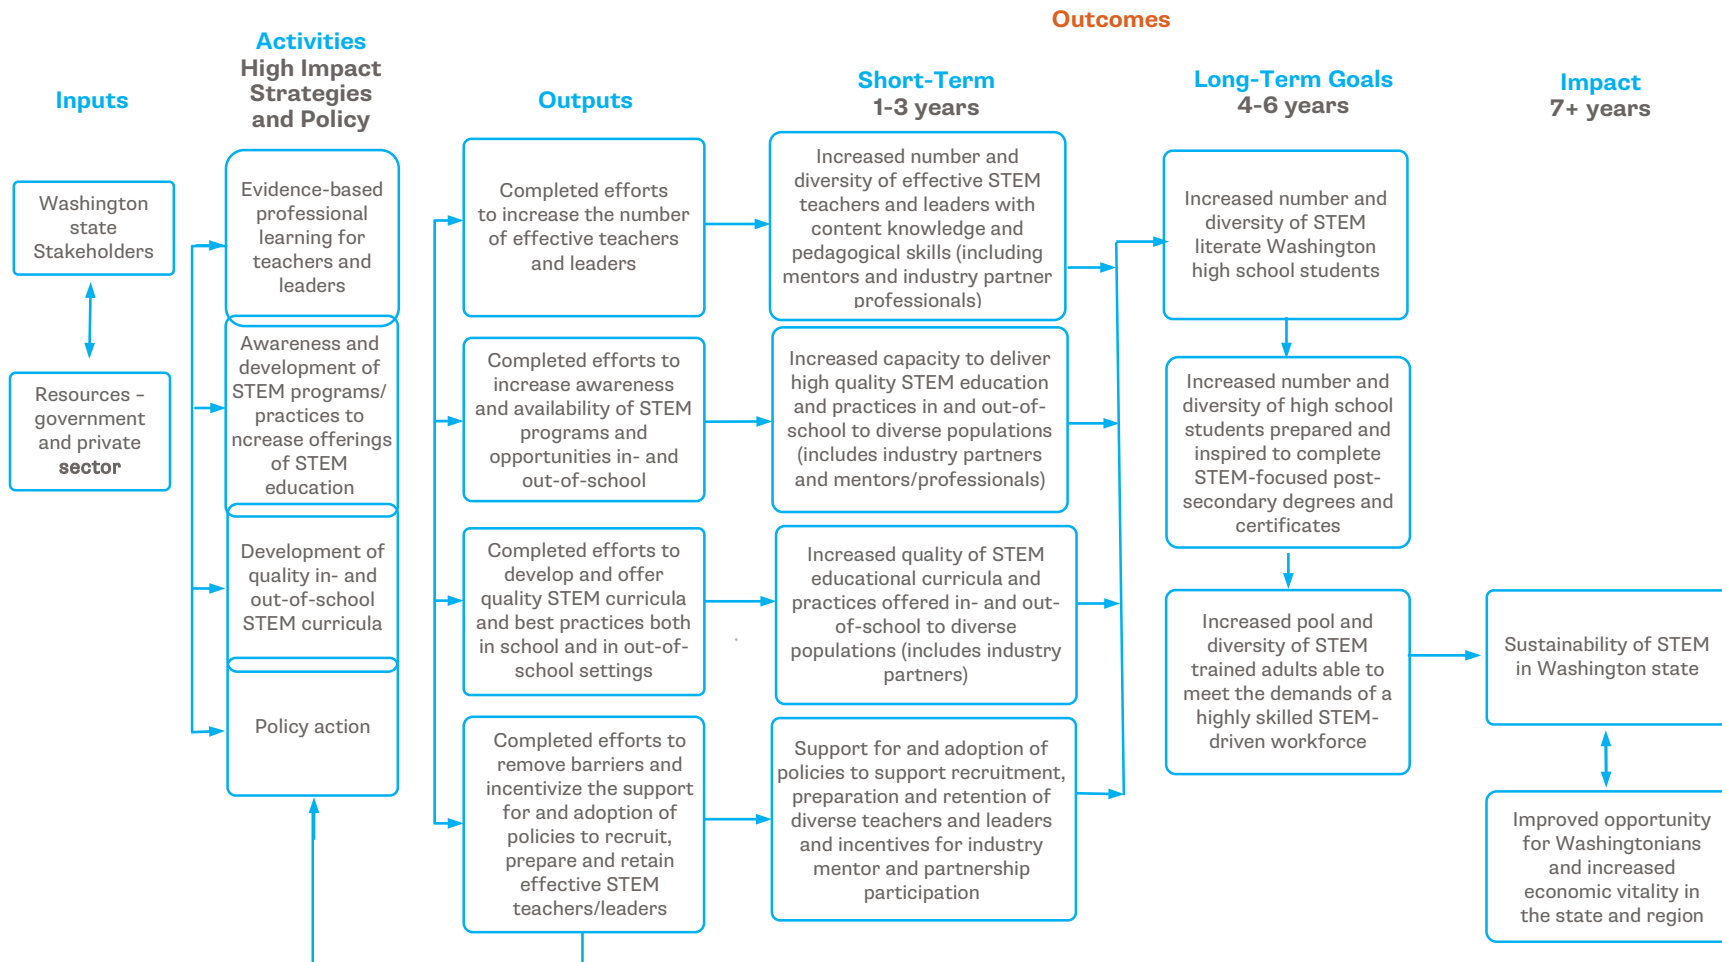 Outcomes
Inputs
Activities
High Impact
Strategies
and Policy
Outputs
Short-Term
1-3 years
Long-Term Goals
4-6 years
Impact
7+ years
Washington
state
Stakeholders
Resources –
government
and private
sector
Evidence-based
professional
learning for
teachers and
leaders
Awareness and
development of
STEM programs/
practices to
ncrease offerings
of STEM
education
Development of
quality in- and
out-of-school
STEM curricula
Policy action
Completed efforts
to increase the number
of effective teachers
and leaders
Completed efforts to
increase awareness
and availability of STEM
programs and
opportunities in- and
out-of-school
Completed efforts to
develop and offer
quality STEM curricula
and best practices both
in school and in out-of-
school settings
Completed efforts to
remove barriers and
incentivize the support
for and adoption of
policies to recruit,
prepare and retain
effective STEM
teachers/leaders
Increased number and
diversity of effective STEM
teachers and leaders with
content knowledge and
pedagogical skills (including
mentors and industry partner
professionals)
Increased capacity to deliver
high quality STEM education
and practices in and out-of-
school to diverse populations
(includes industry partners
and mentors/professionals)
Increased quality of STEM
educational curricula and
practices offered in- and out-
of-school to diverse
populations (includes industry
partners)
Support for and adoption of
policies to support recruitment,
preparation and retention of
diverse teachers and leaders
and incentives for industry
mentor and partnership
participation
Increased number and
diversity of STEM
literate Washington
high school students
Increased number and
diversity of high school
students prepared and
inspired to complete
STEM-focused post-
secondary degrees and
certificates
Increased pool and
diversity of STEM
trained adults able to
meet the demands of a
highly skilled STEM-
driven workforce
Sustainability of STEM
in Washington state
Improved opportunity
for Washingtonians
and increased
economic vitality in
the state and region